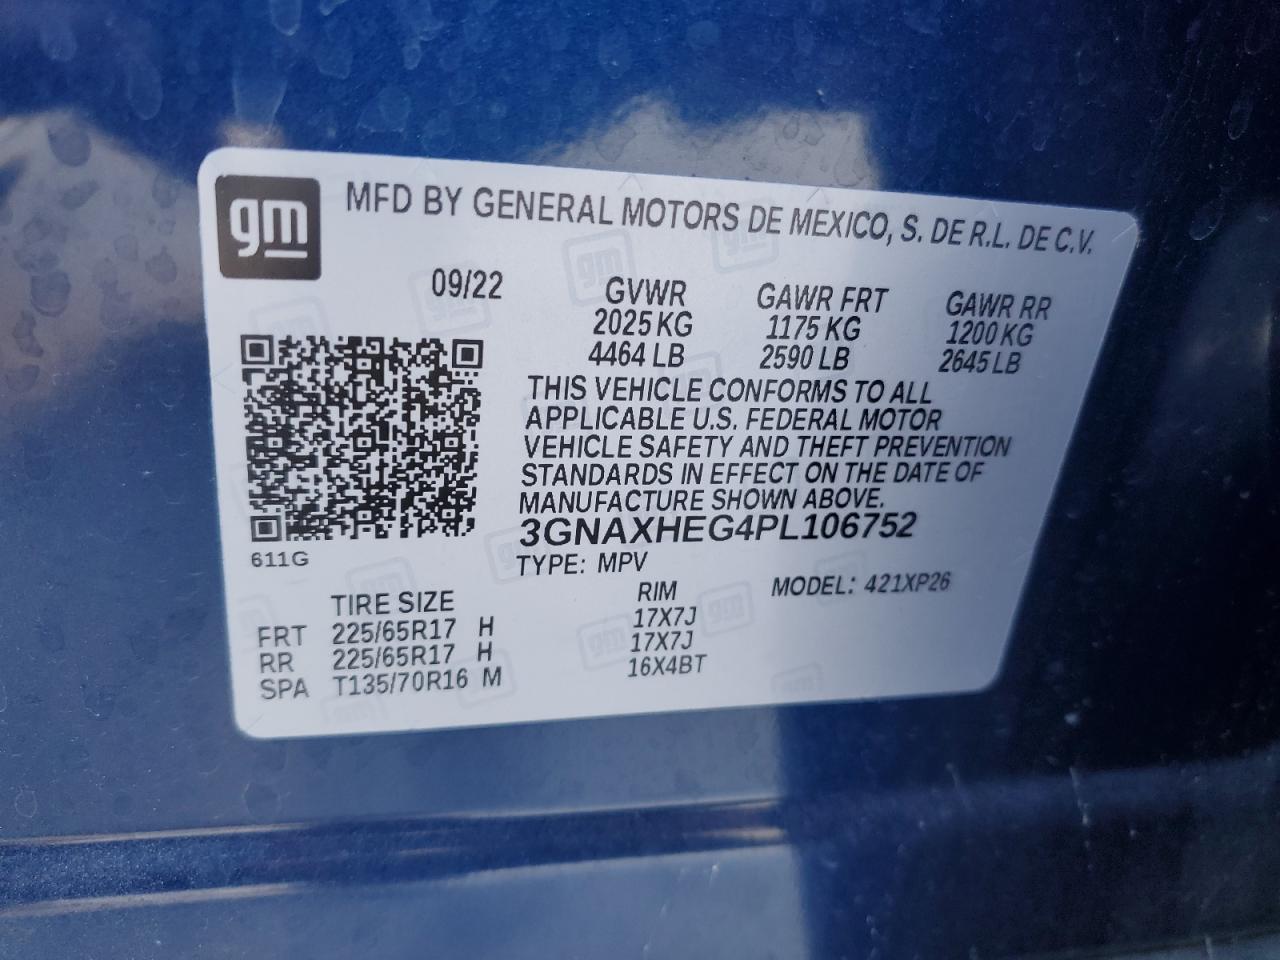 gm
MFD BY GENERAL MOTORS DE MEXICO, S. DE R.L. DE C.V.
09/22 GVWR GAWR FRT GAWR RR
2025 KG 1175 KG 1200 KG
4464 LB 2590 LB 2645 LB
THIS VEHICLE CONFORMS TO ALL
APPLICABLE U.S. FEDERAL MOTOR
VEHICLE SAFETY AND THEFT PREVENTION
STANDARDS IN EFFECT ON THE DATE OF
MANUFACTURE SHOWN ABOVE.
3GNAXHEG4PL106752
611G
TYPE: MPV MODEL: 421XP26
TIRE SIZE RIM
FRT 225/65R17 H 17X7J
RR 225/65R17 H 17X7J
SPA T135/70R16 M 16X4BT